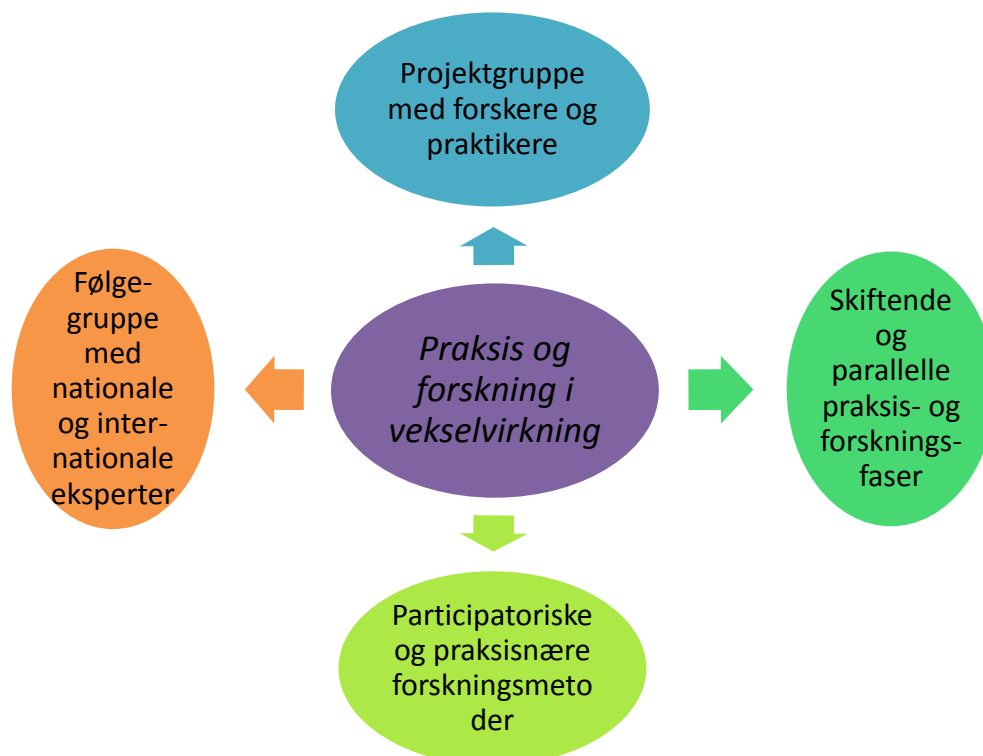 Projektgruppe
med forskere og
praktikere
Følge-
gruppe
med
nationale
og inter-
nationale
eksperter
Praksis og
forskning i
vekselvirkning
Skiftende
og
parallelle
praksis- og
forsknings-
faser
Participatoriske
og praksisnære
forskningsmeto
der